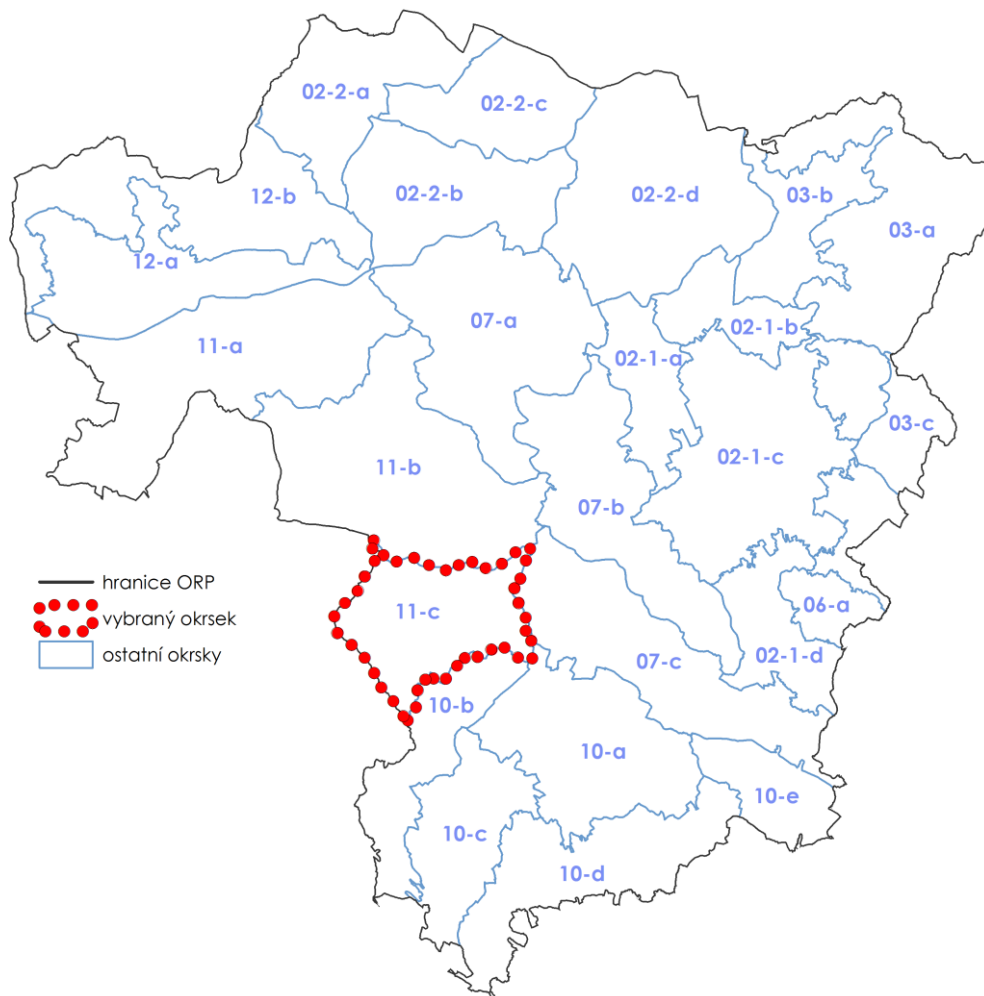 02-2-a
02-2-c
12-b
02-2-b
02-2-d
03-b
03-a
12-a
07-a
02-1-b
11-a
02-1-a
03-c
11-b
02-1-c
07-b
hranice ORP
vybraný okrsek
ostatní okrsky
11-c
06-a
07-c
02-1-d
10-b
10-a
10-e
10-c
10-d